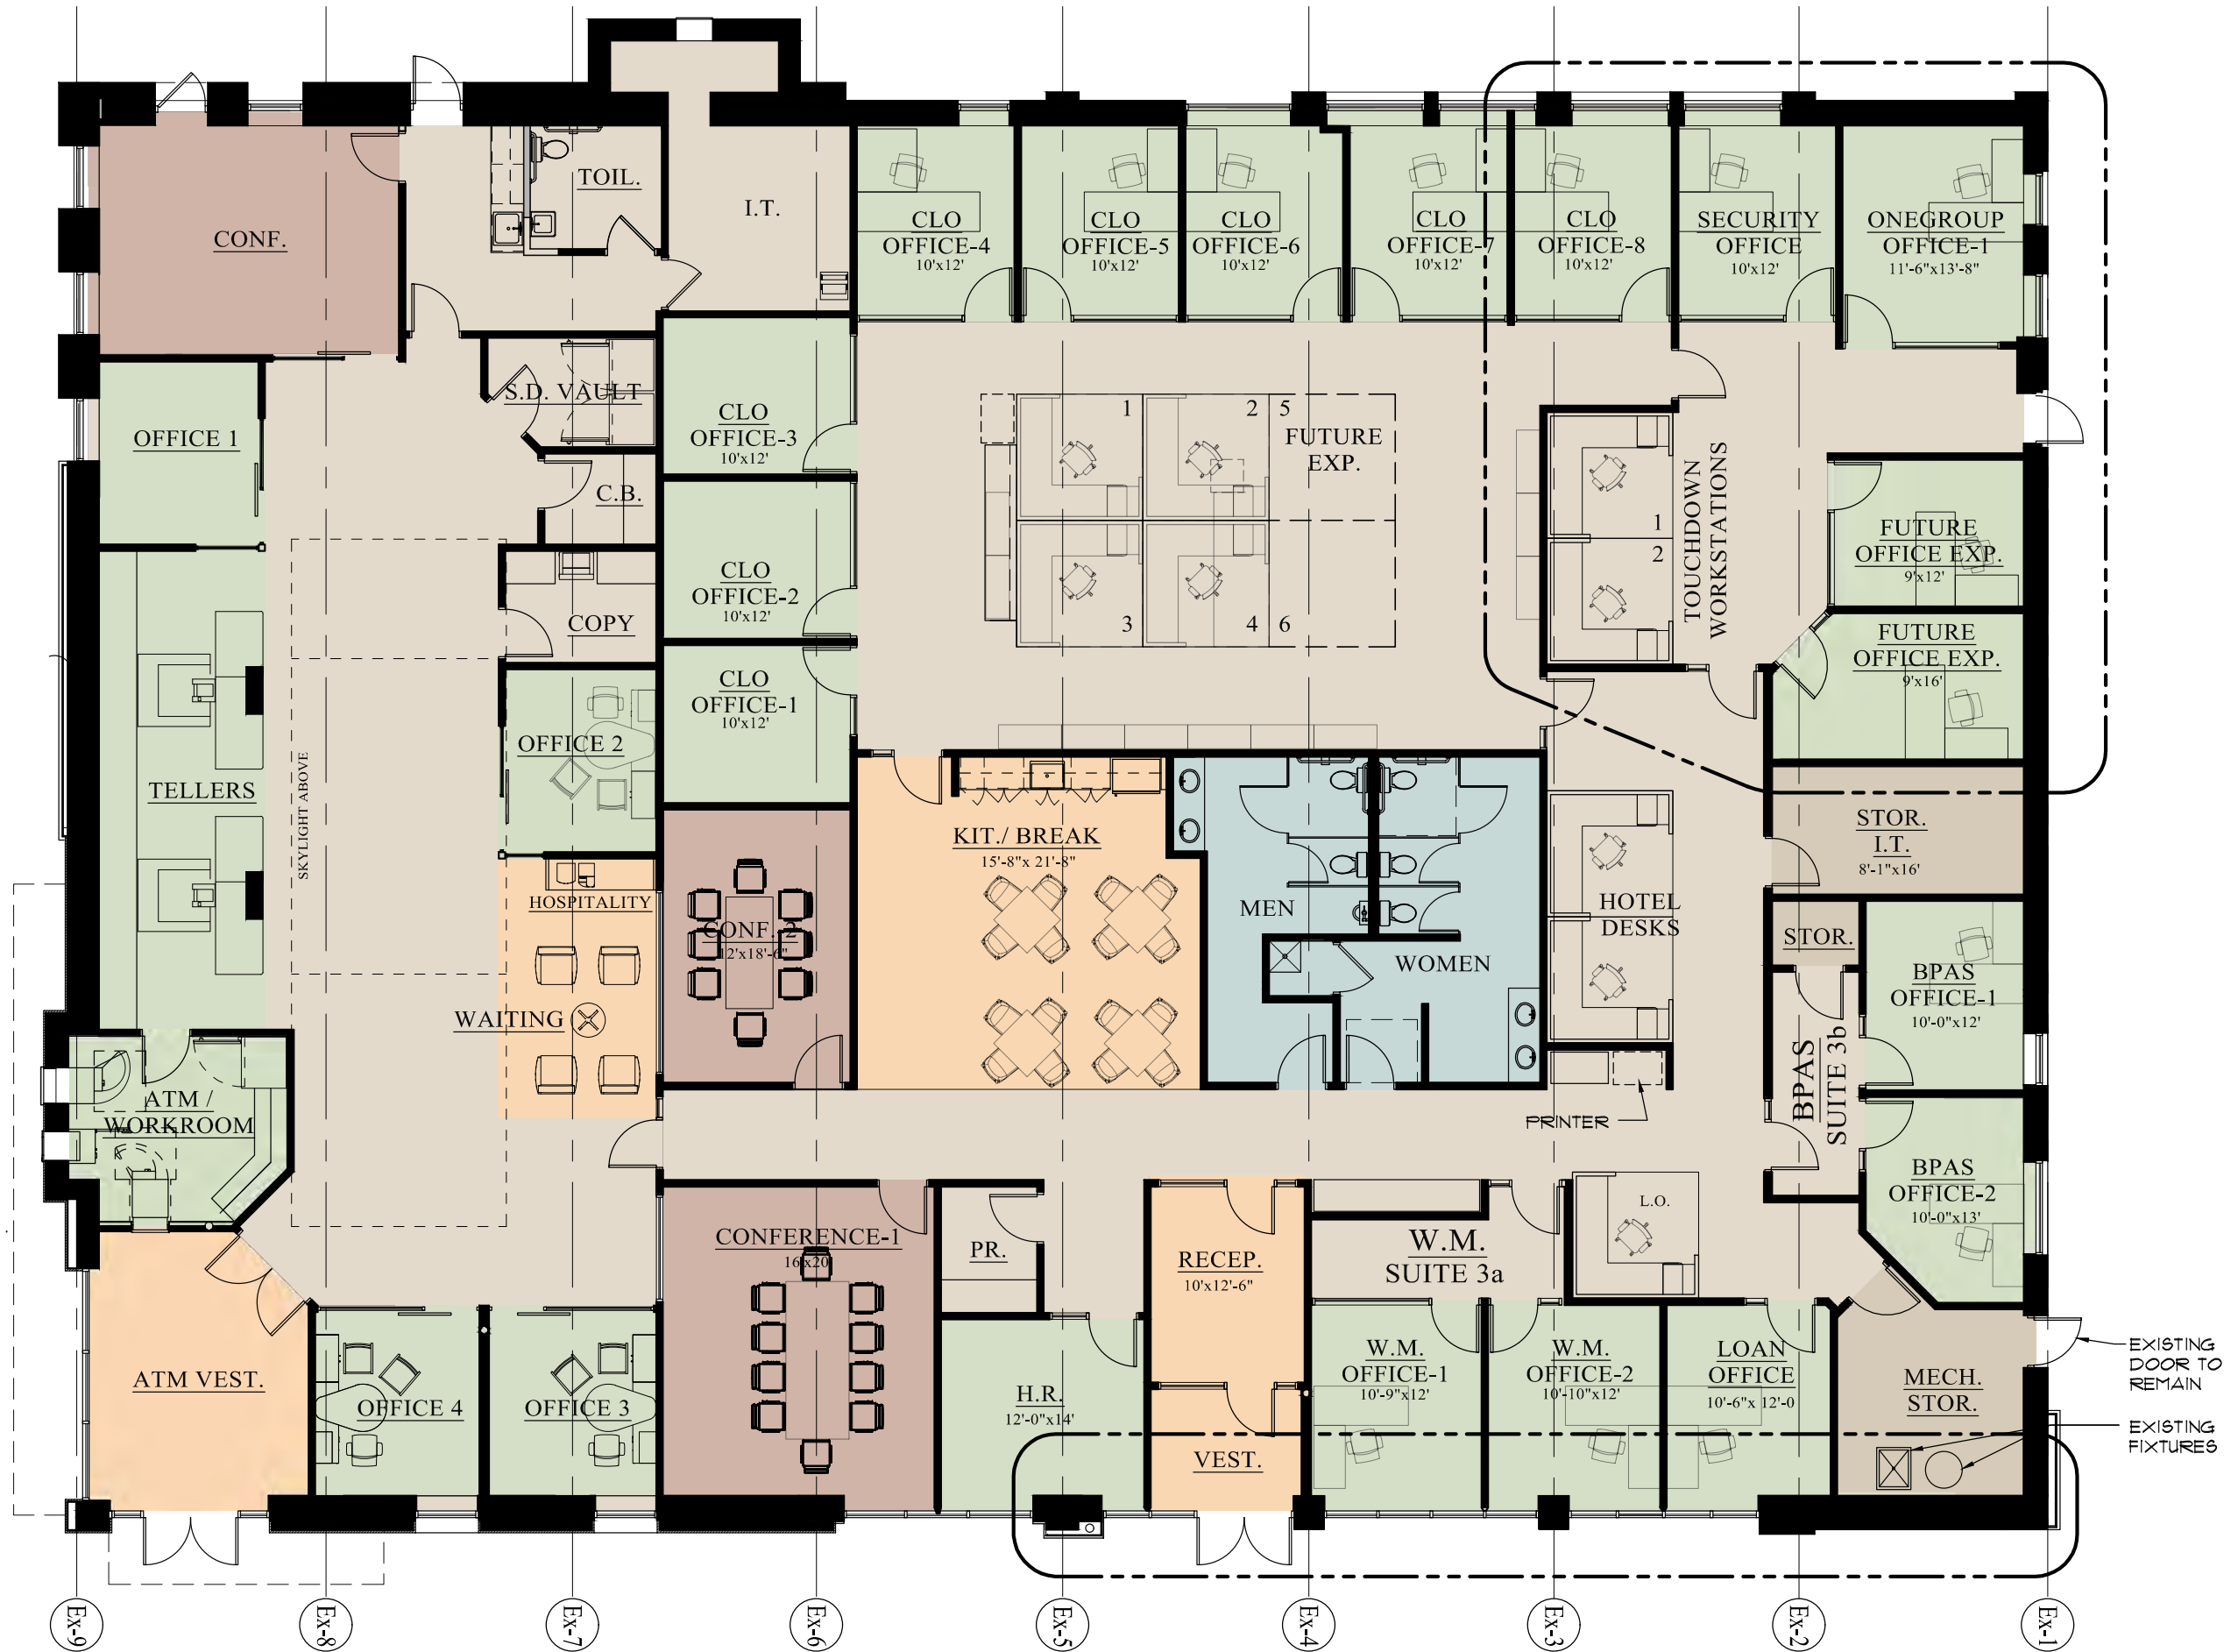 CONF.
TOIL.
I.T.
CLO
OFFICE-4
10'x12'
CLO
OFFICE-5
10'x12'
CLO
OFFICE-6
10'x12'
CLO
OFFICE-7
10'x12'
CLO
OFFICE-8
10'x12'
SECURITY
OFFICE
10'x12'
ONEGROUP
OFFICE-1
11'-6"x13'-8"
OFFICE 1
S.D. VAULT
C.B.
COPY
CLO
OFFICE-3
10'x12'
CLO
OFFICE-2
10'x12'
CLO
OFFICE-1
10'x12'
1
2
5
FUTURE
EXP.
3
4
6
1
2
TOUCHDOWN
WORKSTATIONS
FUTURE
OFFICE EXP.
9'x12'
FUTURE
OFFICE EXP.
9'x16'
TELLERS
SKYLIGHT ABOVE
OFFICE 2
HOSPITALITY
WAITING
CONF. 2
12'x18'-6"
KIT./ BREAK
15'-8"x 21'-8"
MEN
WOMEN
HOTEL
DESKS
STOR.
I.T.
8'-1"x16'
STOR.
BPAS
OFFICE-1
10'-0"x12'
BPAS
SUITE 3b
BPAS
OFFICE-2
10'-0"x13'
PRINTER
ATM /
WORKROOM
ATM VEST.
OFFICE 4
OFFICE 3
CONFERENCE-1
16'x20'
PR.
H.R.
12'-0"x14'
RECEP.
10'x12'-6"
VEST.
W.M.
SUITE 3a
L.O.
W.M.
OFFICE-1
10'-9"x12'
W.M.
OFFICE-2
10'-10"x12'
LOAN
OFFICE
10'-6"x 12'-0
MECH.
STOR.
EXISTING
DOOR TO
REMAIN
EXISTING
FIXTURES
Ex-9
Ex-8
Ex-7
Ex-6
Ex-5
Ex-4
Ex-3
Ex-2
Ex-1